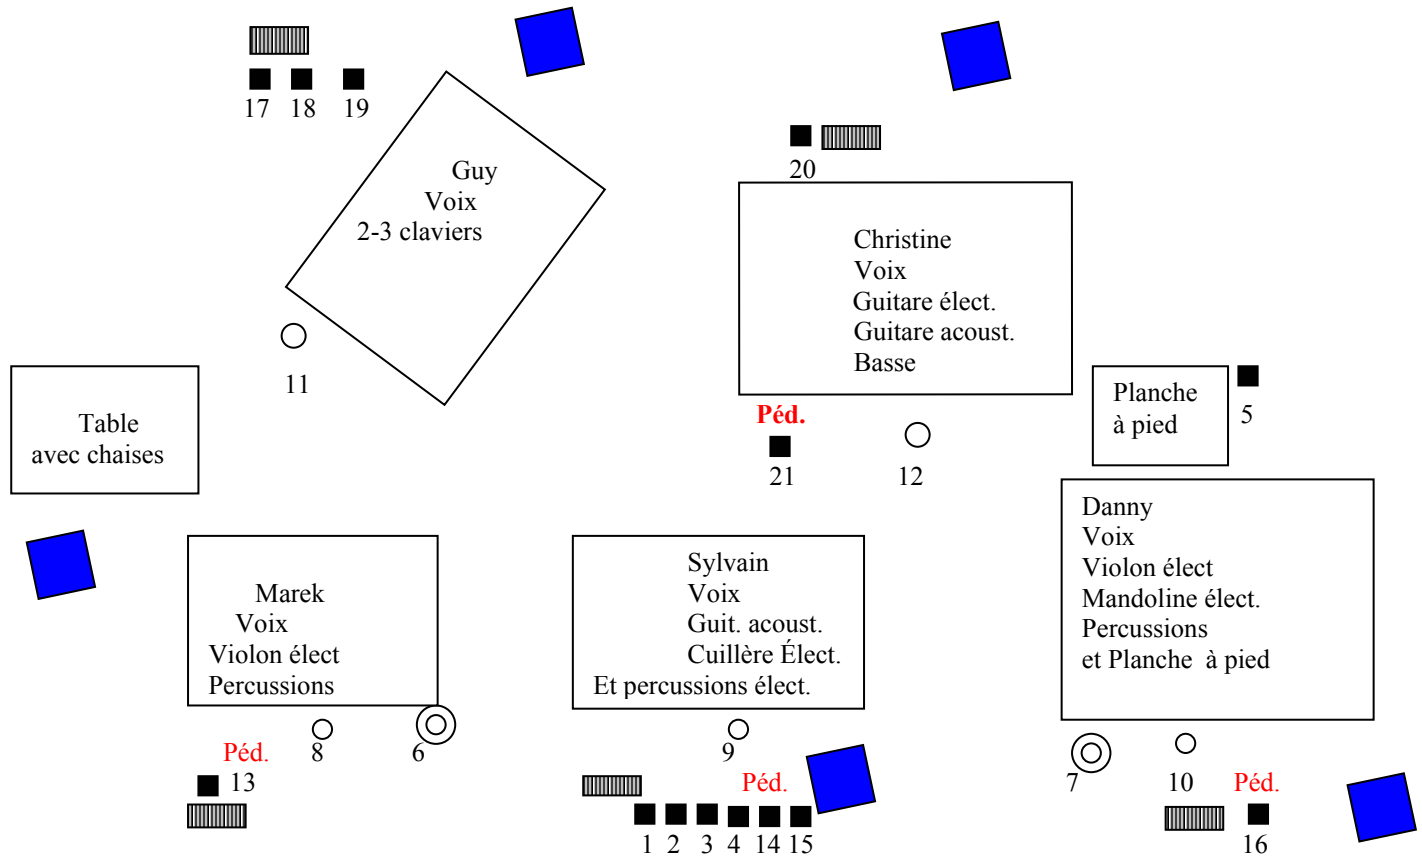 17 18 19
Guy
Voix
2-3 claviers
11
20
Christine
Voix
Guitare élect.
Guitare acoust.
Basse
Péd.
21
12
Planche
à pied
5
Table
avec chaises
Marek
Voix
Violon élect
Percussions
8
6
Péd.
13
Sylvain
Voix
Guit. acoust.
Cuillère Élect.
Et percussions élect.
9
Péd.
1 2 3 4 14 15
Danny
Voix
Violon élect
Mandoline élect.
Percussions
et Planche à pied
7
10
Péd.
16